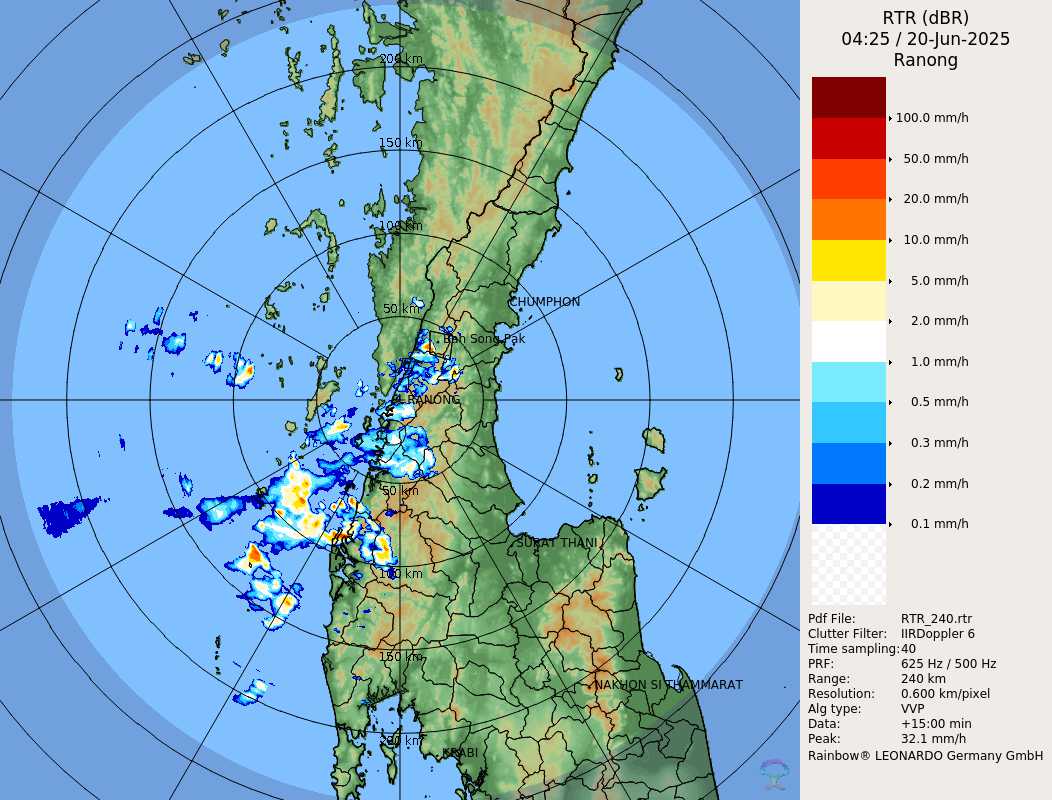 RTR (dBR)
04:25 / 20-Jun-2025
Ranong
200 km
150 km
100 km
50 km
CHUMPHON
Ban Song Pak
RANONG
50 km
SURAT THANI
100 km
150 km
NAKHON SI THAMMARAT
200 km
KRABI
100.0 mm/h
50.0 mm/h
20.0 mm/h
10.0 mm/h
5.0 mm/h
2.0 mm/h
1.0 mm/h
0.5 mm/h
0.3 mm/h
0.2 mm/h
0.1 mm/h
Pdf File: RTR_240.rtr
Clutter Filter: IIRDoppler 6
Time sampling:40
PRF: 625 Hz / 500 Hz
Range: 240 km
Resolution: 0.600 km/pixel
Alg type: VVP
Data: +15:00 min
Peak: 32.1 mm/h
Rainbow® LEONARDO Germany GmbH